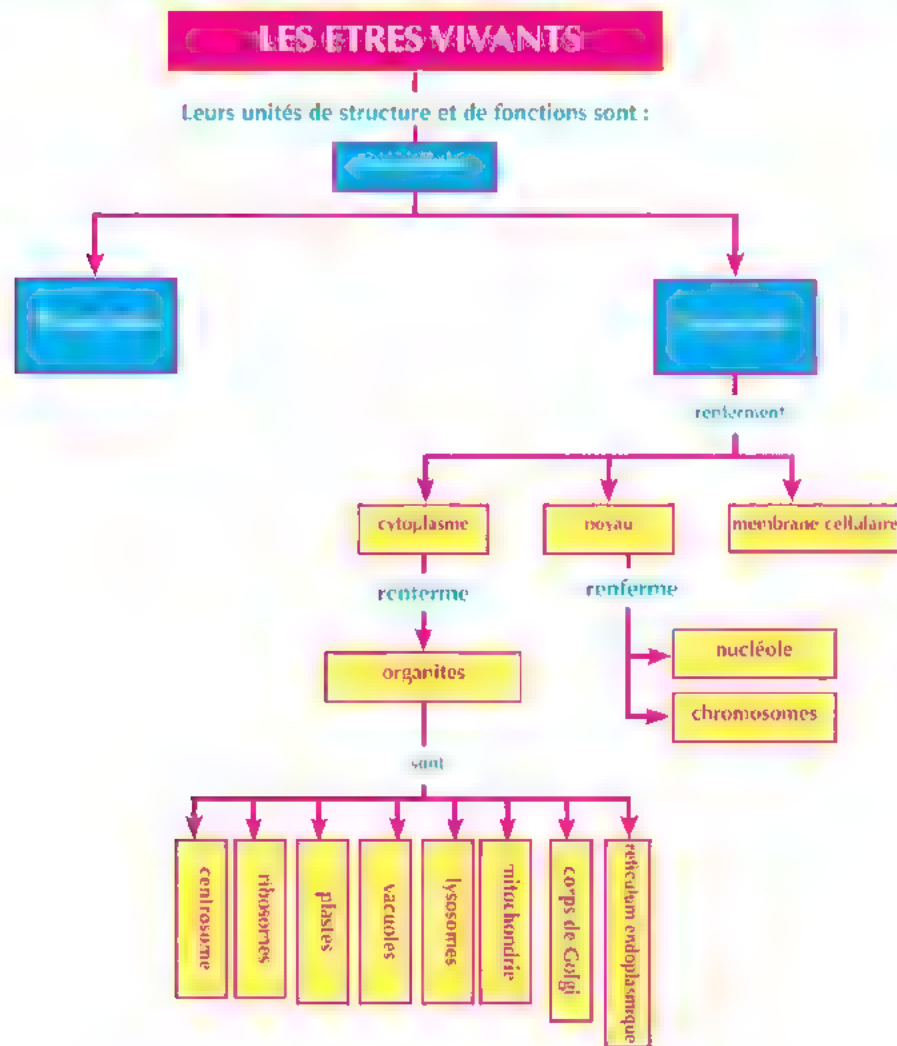 LES ETRES VIVANTS
Leurs unités de structure et de fonctions sont :
renferment
cytoplasme
noyau
membrane cellulaire
renferme
renferme
nucléole
organites
chromosomes
sont
centrosome
ribosomes
plastes
vacuoles
lysosomes
mitochondrie
corps de Golgi
reticulum endoplasmique